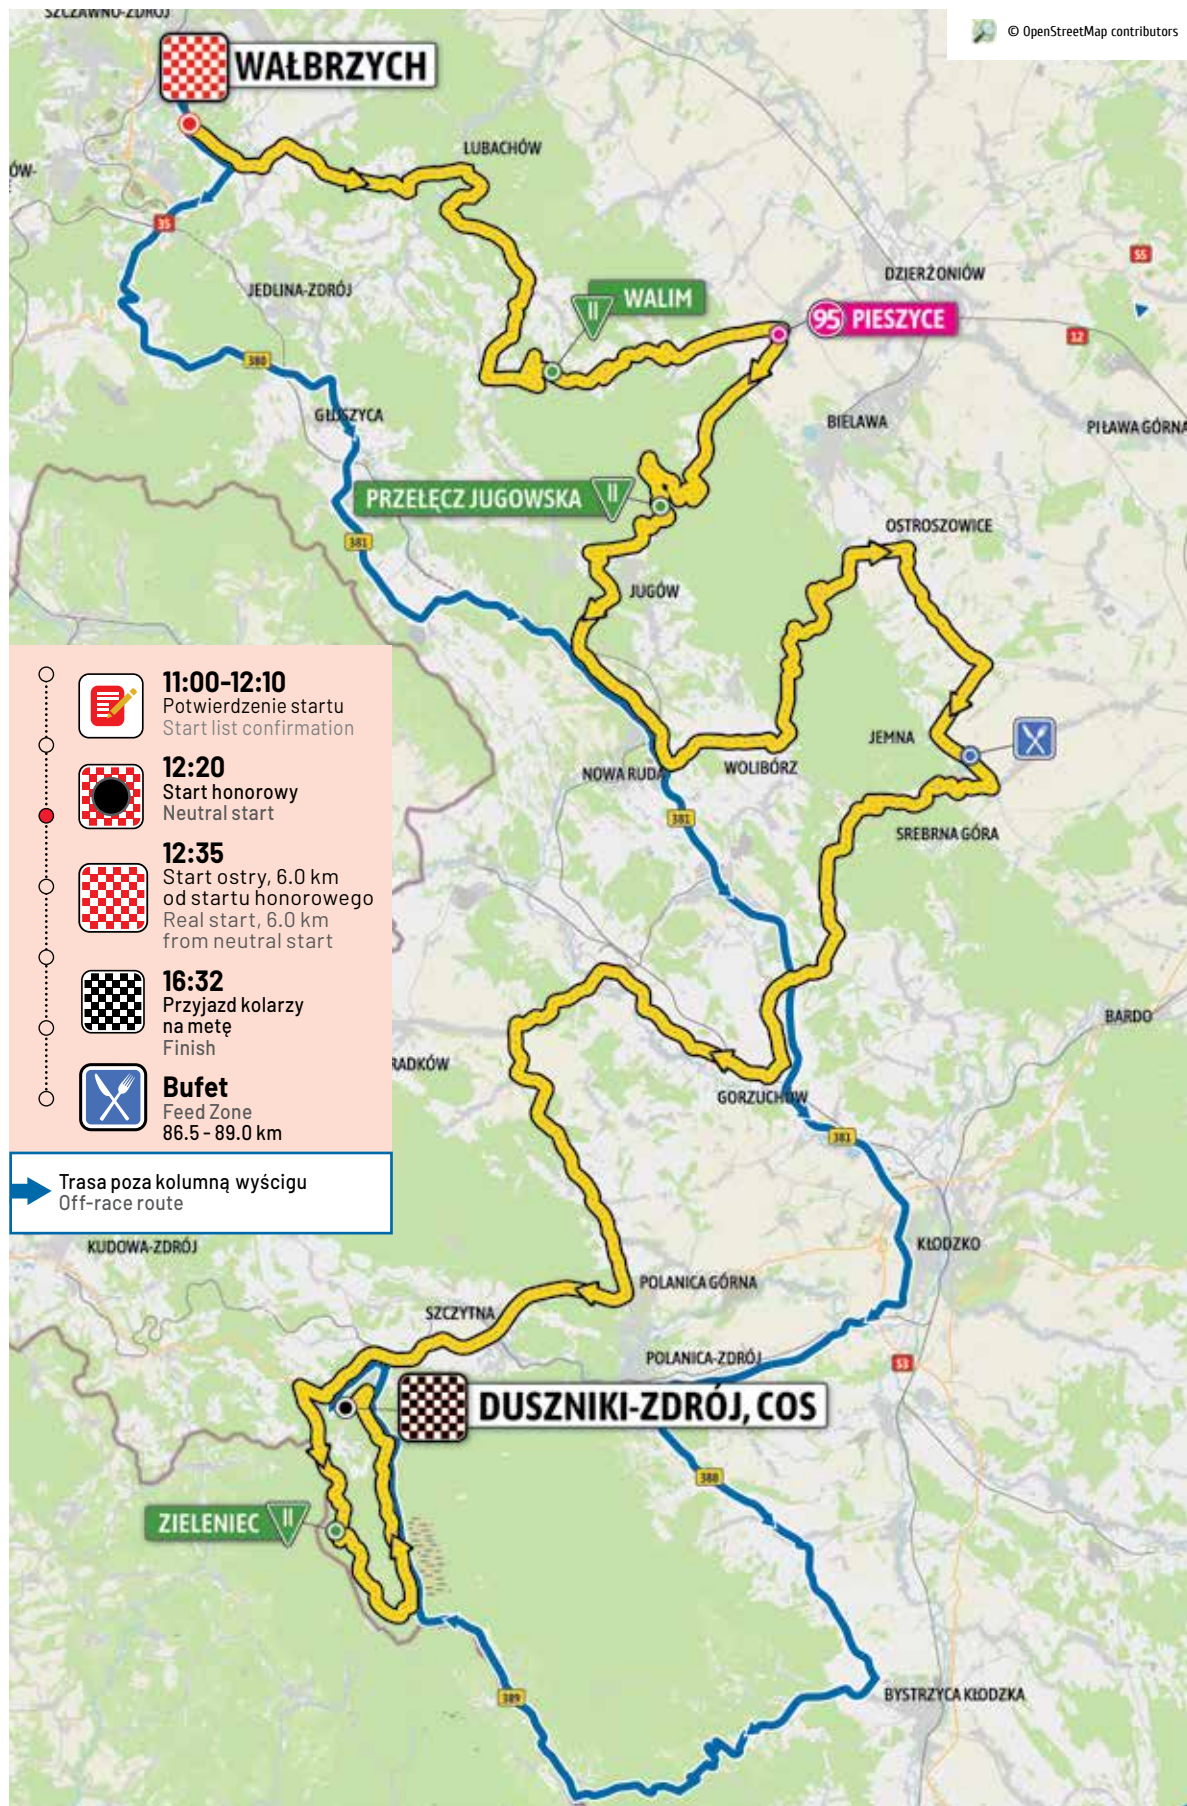 SZCZAWNO-ZDRÓJ
© OpenStreetMap contributors
WAŁBRZYCH
LUBACHÓW
ÓW-
35
S5
DZIERŻONIÓW
JEDLINA-ZDRÓJ
II WALIM
95 PIESZYCE
12
380
GŁUSZYCA
BIELAWA
PIŁAWA GÓRNA
PRZEŁĘCZ JUGOWSKA II
OSTROSZOWICE
381
JUGÓW
11:00-12:10
Potwierdzenie startu
Start list confirmation
12:20
Start honorowy
Neutral start
12:35
Start ostry, 6.0 km
od startu honorowego
Real start, 6.0 km
from neutral start
16:32
Przyjazd kolarzy
na metę
Finish
Bufet
Feed Zone
86.5 - 89.0 km
Trasa poza kolumną wyścigu
Off-race route
JEMNA
NOWA RUDA
WOLIBÓRZ
381
SREBRNA GÓRA
BARDO
RADKÓW
GORZUCHÓW
381
KUDOWA-ZDRÓJ
KŁODZKO
POLANICA GÓRNA
SZCZYTNA
POLANICA-ZDRÓJ
DUSZNIKI-ZDRÓJ, COS
388
ZIELENIEC II
389
BYSTRZYCA KŁODZKA